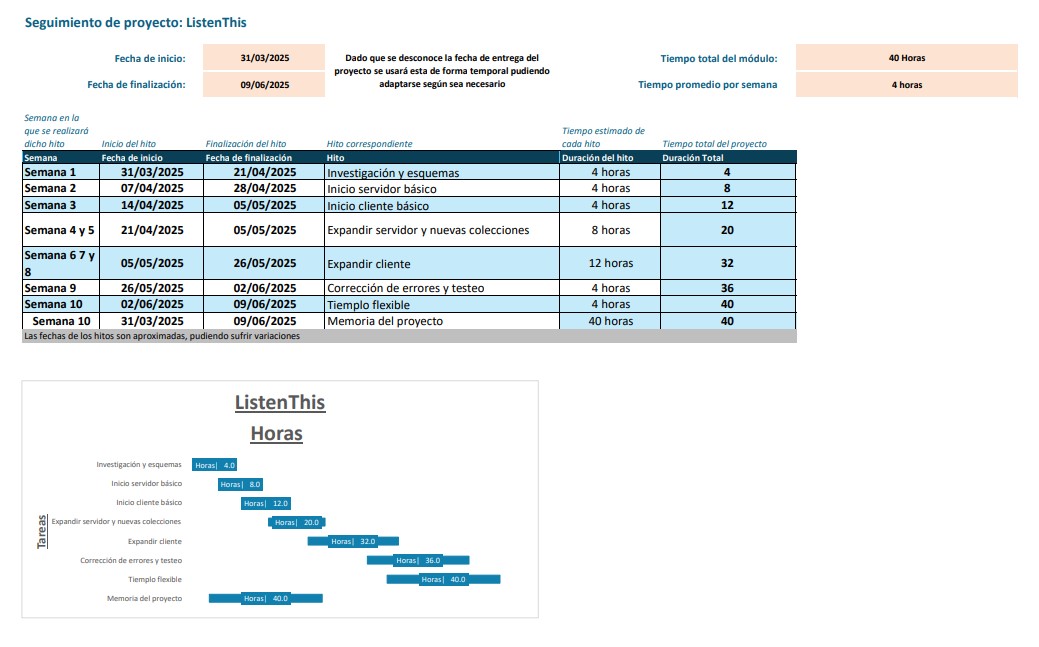 Seguimiento de proyecto: ListenThis
Fecha de inicio: 31/03/2025
Dado que se desconoce la fecha de entrega del
proyecto se usará esta de forma temporal pudiendo
adaptarse según sea necesario
Tiempo total del módulo: 40 Horas
Fecha de finalización: 09/06/2025
Tiempo promedio por semana 4 horas
Semana en la
que se realizará
dicho hito
Inicio del hito
Finalización del hito
Hito correspondiente
Tiempo estimado de
cada hito
Tiempo total del proyecto
Semana Fecha de inicio Fecha de finalización Hito Duración del hito Duración Total
Semana 1 31/03/2025 21/04/2025 Investigación y esquemas 4 horas 4
Semana 2 07/04/2025 28/04/2025 Inicio servidor básico 4 horas 8
Semana 3 14/04/2025 05/05/2025 Inicio cliente básico 4 horas 12
Semana 4 y 5 21/04/2025 05/05/2025 Expandir servidor y nuevas colecciones 8 horas 20
Semana 6 7 y
8
05/05/2025 26/05/2025 Expandir cliente 12 horas 32
Semana 9 26/05/2025 02/06/2025 Corrección de errores y testeo 4 horas 36
Semana 10 02/06/2025 09/06/2025 Tiemplo flexible 4 horas 40
Semana 10 31/03/2025 09/06/2025 Memoria del proyecto 40 horas 40
Las fechas de los hitos son aproximadas, pudiendo sufrir variaciones
ListenThis
Horas
Tareas
Investigación y esquemas Horas| 4.0
Inicio servidor básico Horas| 8.0
Inicio cliente básico Horas| 12.0
Expandir servidor y nuevas colecciones Horas| 20.0
Expandir cliente Horas| 32.0
Corrección de errores y testeo Horas| 36.0
Tiemplo flexible Horas| 40.0
Memoria del proyecto Horas| 40.0